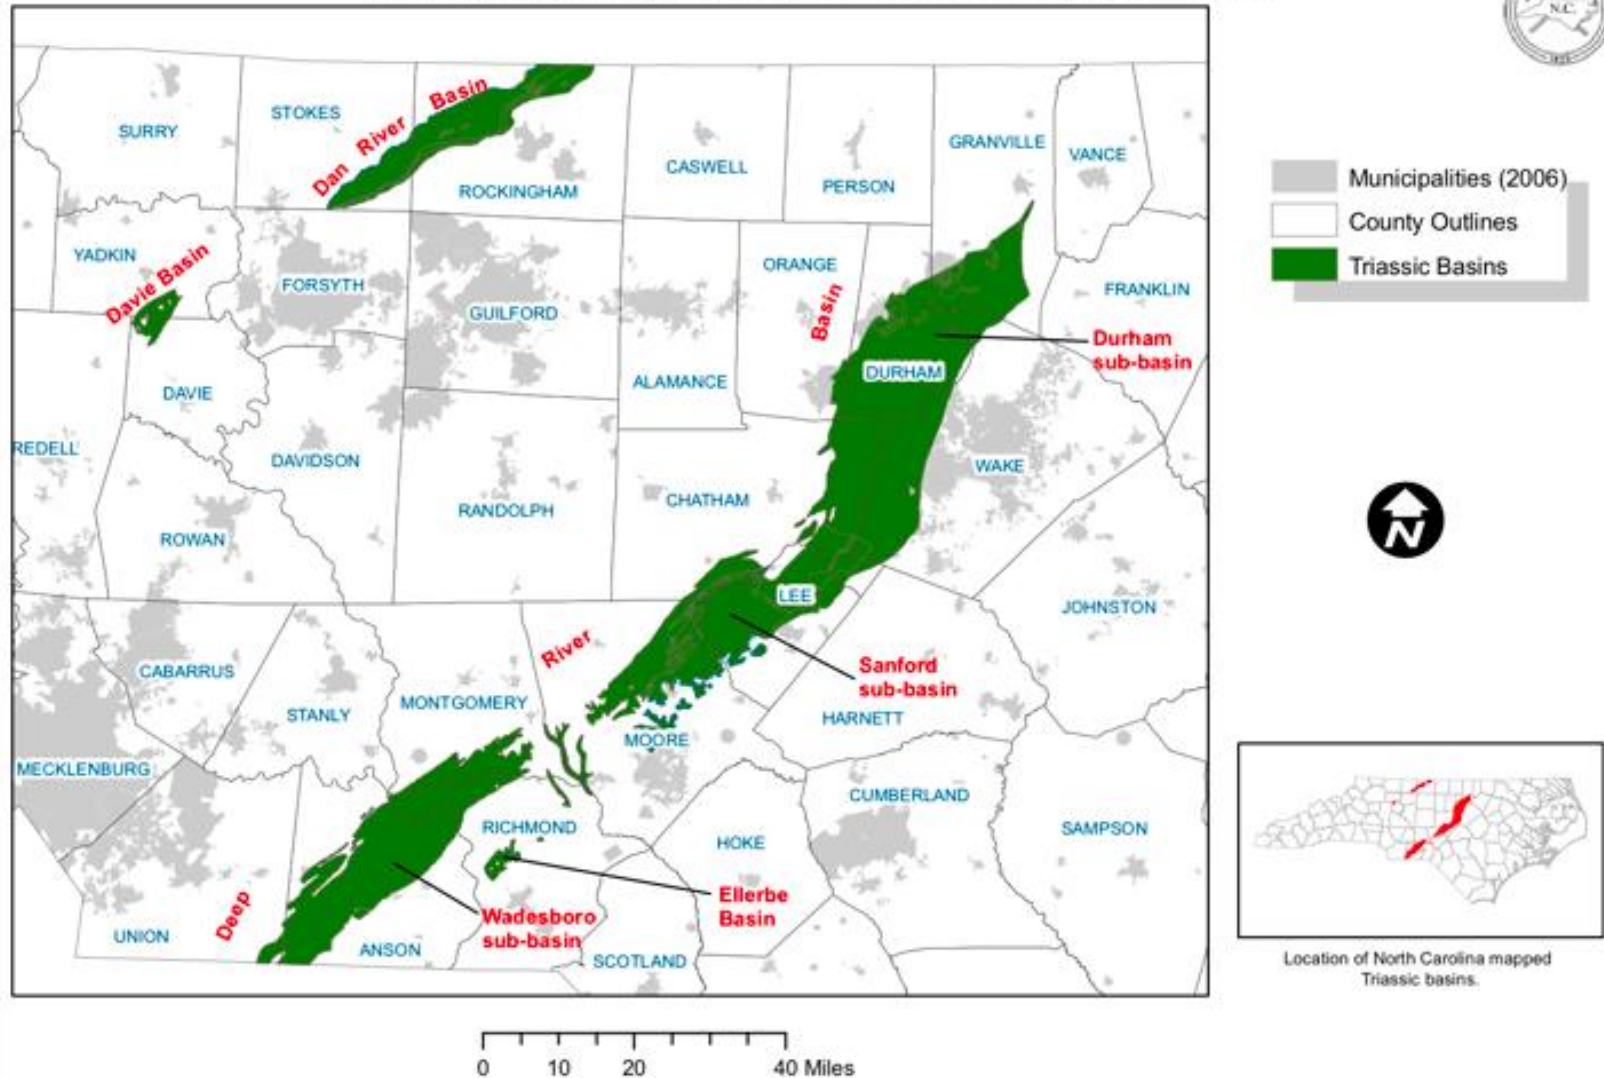 N.C.
STOKES
Dan River Basin
SURRY
GRANVILLE
VANCE
CASWELL
PERSON
ROCKINGHAM
YADKIN
Davie Basin
FORSYTH
ORANGE
FRANKLIN
GUILFORD
Basin
Durham
sub-basin
DURHAM
ALAMANCE
DAVIE
REDELL
DAVIDSON
WAKE
RANDOLPH
CHATHAM
ROWAN
LEE
JOHNSTON
River
CABARRUS
Sanford
sub-basin
MONTGOMERY
STANLY
HARNETT
MOORE
MECKLENBURG
CUMBERLAND
RICHMOND
HOKE
SAMPSON
Ellerbe
Basin
Deep
Wadesboro
sub-basin
UNION
ANSON
SCOTLAND
0 10 20 40 Miles
Municipalities (2006)
County Outlines
Triassic Basins
N
Location of North Carolina mapped
Triassic basins.